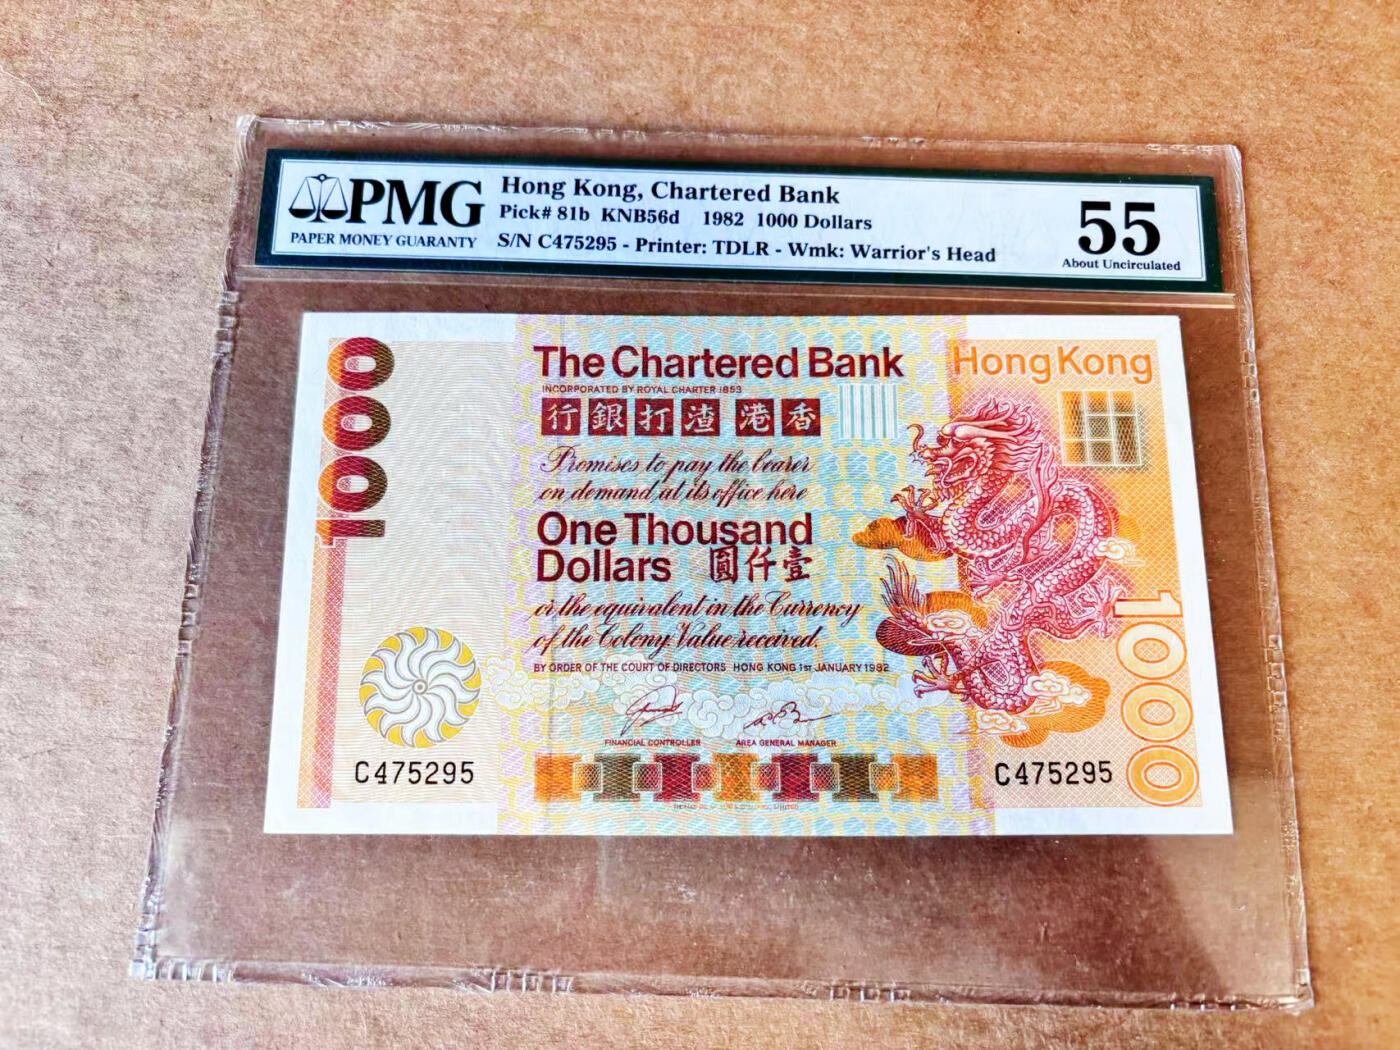 PMG
PAPER MONEY GUARANTY
Hong Kong, Chartered Bank
Pick# 81b KNB56d 1982 1000 Dollars
S/N C475295 - Printer: TDLR - Wmk: Warrior's Head
55
About Uncirculated
1000
The Chartered Bank
Hong Kong
INCORPORATED BY ROYAL CHARTER 1853
行銀打渣 港香
Promises to pay the bearer
on demand at its office here
One Thousand
Dollars 圓仟壹
or the equivalent in the Currency
of the Colony. Value received.
BY ORDER OF THE COURT OF DIRECTORS HONG KONG 1ST JANUARY 1982
FINANCIAL CONTROLLER AREA GENERAL MANAGER
C475295
C475295
1000